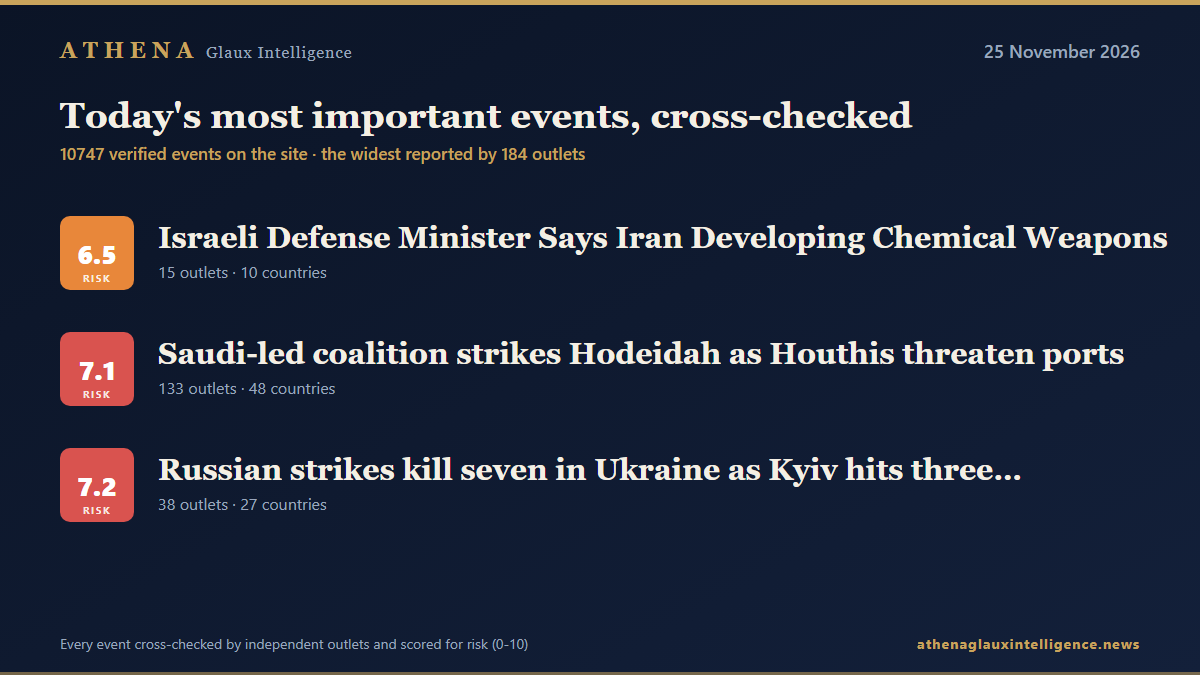 ATHENA Glaux Intelligence
25 November 2026
Today's most important events, cross-checked
10747 verified events on the site · the widest reported by 184 outlets
6.5
RISK
Israeli Defense Minister Says Iran Developing Chemical Weapons
15 outlets · 10 countries
7.1
RISK
Saudi-led coalition strikes Hodeidah as Houthis threaten ports
133 outlets · 48 countries
7.2
RISK
Russian strikes kill seven in Ukraine as Kyiv hits three...
38 outlets · 27 countries
Every event cross-checked by independent outlets and scored for risk (0-10)
athenaglauxintelligence.news